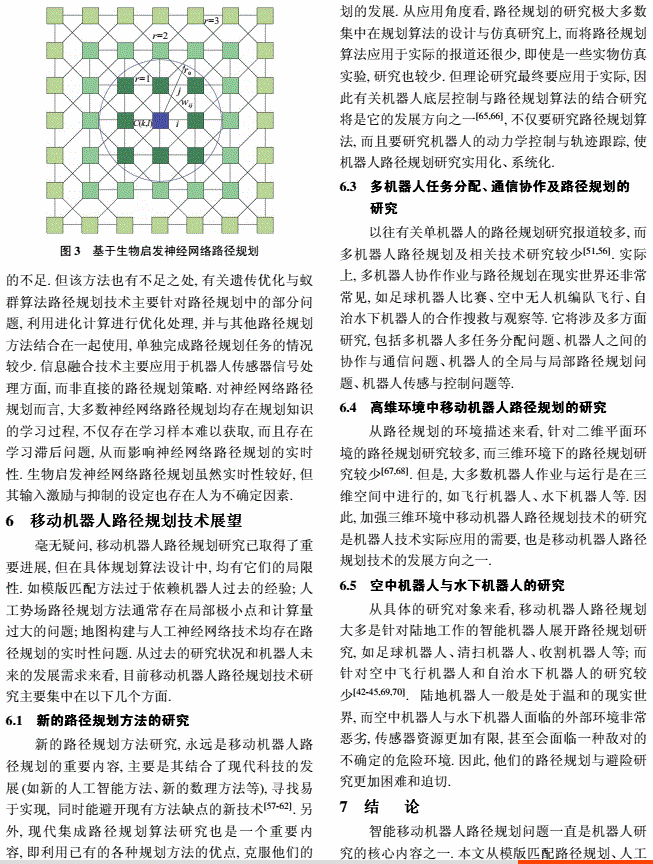 r=3
r=2
r=1
r₀
j
wᵢⱼ
C(k,l)
i
图 3 基于生物启发神经网络路径规划
的不足. 但该方法也有不足之处, 有关遗传优化与蚁
群算法路径规划技术主要针对路径规划中的部分问
题, 利用进化计算进行优化处理, 并与其他路径规划
方法结合在一起使用, 单独完成路径规划任务的情况
较少. 信息融合技术主要应用于机器人传感器信号处
理方面, 而非直接的路径规划策略. 对神经网络路径
规划而言, 大多数神经网络路径规划均存在规划知识
的学习过程, 不仅存在学习样本难以获取, 而且存在
学习滞后问题, 从而影响神经网络路径规划的实时
性. 生物启发神经网络路径规划虽然实时性较好, 但
其输入激励与抑制的设定也存在人为不确定因素.
6 移动机器人路径规划技术展望
毫无疑问, 移动机器人路径规划研究已取得了重
要进展, 但在具体规划算法设计中, 均有它们的局限
性. 如模版匹配方法过于依赖机器人过去的经验; 人
工势场路径规划方法通常存在局部极小点和计算量
过大的问题; 地图构建与人工神经网络技术均存在路
径规划的实时性问题. 从过去的研究状况和机器人未
来的发展需求来看, 目前移动机器人路径规划技术研
究主要集中在以下几个方面.
6.1 新的路径规划方法的研究
新的路径规划方法研究, 永远是移动机器人路
径规划的重要内容, 主要是其结合了现代科技的发
展 (如新的人工智能方法、新的数理方法等), 寻找易
于实现, 同时能避开现有方法缺点的新技术[57-62]. 另
外, 现代集成路径规划算法研究也是一个重要内
容, 即利用已有的各种规划方法的优点, 克服他们的
划的发展. 从应用角度看, 路径规划的研究极大多数
集中在规划算法的设计与仿真研究上, 而将路径规划
算法应用于实际的报道还很少, 即使是一些实物仿真
实验, 研究也较少. 但理论研究最终要应用于实际, 因
此有关机器人底层控制与路径规划算法的结合研究
将是它的发展方向之一[65,66], 不仅要研究路径规划算
法, 而且要研究机器人的动力学控制与轨迹跟踪, 使
机器人路径规划研究实用化、系统化.
6.3 多机器人任务分配、通信协作及路径规划的
研究
以往有关单机器人的路径规划研究报道较多, 而
多机器人路径规划及相关技术研究较少[51,56]. 实际
上, 多机器人协作作业与路径规划在现实世界还非常
常见, 如足球机器人比赛、空中无人机编队飞行、自
治水下机器人的合作搜救与观察等. 它将涉及多方面
研究, 包括多机器人多任务分配问题、机器人之间的
协作与通信问题、机器人的全局与局部路径规划问
题、机器人传感与控制问题等.
6.4 高维环境中移动机器人路径规划的研究
从路径规划的环境描述来看, 针对二维平面环
境的路径规划研究较多, 而三维环境下的路径规划研
究较少[67,68]. 但是, 大多数机器人作业与运行是在三
维空间中进行的, 如飞行机器人、水下机器人等. 因
此, 加强三维环境中移动机器人路径规划技术的研究
是机器人技术实际应用的需要, 也是移动机器人路径
规划技术的发展方向之一.
6.5 空中机器人与水下机器人的研究
从具体的研究对象来看, 移动机器人路径规划
大多是针对陆地工作的智能机器人展开路径规划研
究, 如足球机器人、清扫机器人、收割机器人等; 而
针对空中飞行机器人和自治水下机器人的研究较
少[42-45,69,70]. 陆地机器人一般是处于温和的现实世
界, 而空中机器人与水下机器人面临的外部环境非常
恶劣, 传感器资源更加有限, 甚至会面临一种敌对的
不确定的危险环境. 因此, 他们的路径规划与避险研
究更加困难和迫切.
7 结 论
智能移动机器人路径规划问题一直是机器人研
究的核心内容之一. 本文从模版匹配路径规划、人工